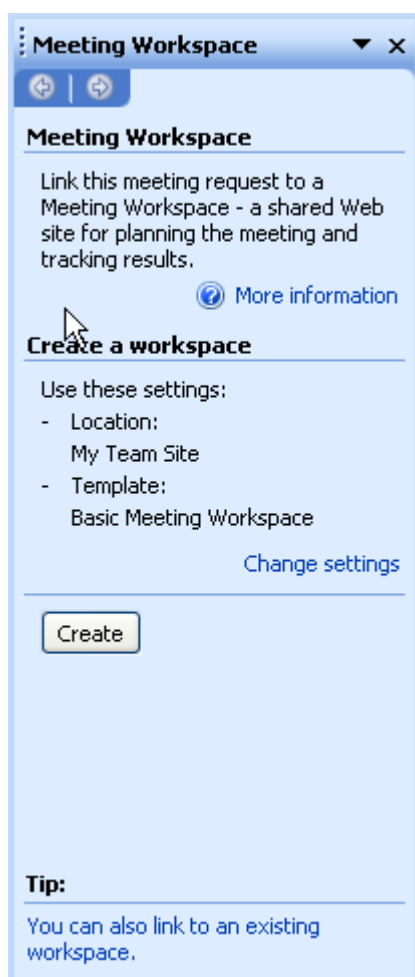 Meeting Workspace
Meeting Workspace
Link this meeting request to a
Meeting Workspace - a shared Web
site for planning the meeting and
tracking results.
More information
Create a workspace
Use these settings:
- Location:
My Team Site
- Template:
Basic Meeting Workspace
Change settings
Create
Tip:
You can also link to an existing
workspace.